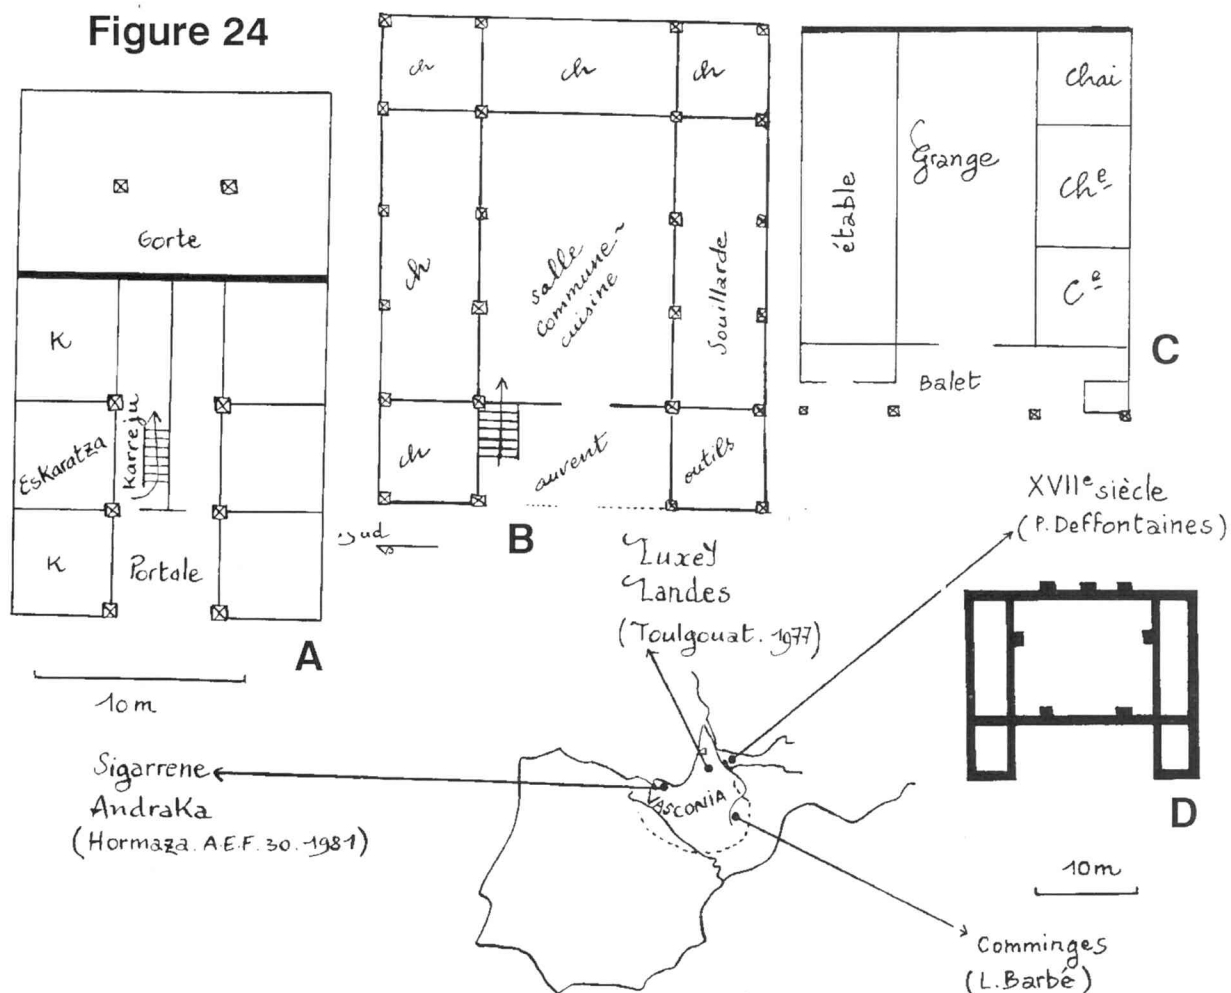 Figure 24
Gorte
K
Karreju
Eskaratza
K
Portale
A
10m
ch
ch
ch
ch
salle
commune~
cuisine
Souillarde
ch
auvent
outils
B
sud
étable
Grange
Chai
Chᵉ
Cᵉ
Balet
C
Luxey
Landes
(Toulgouat. 1977)
XVIIᵉ siècle
(P. Deffontaines)
D
10m
Sigarrene
Andraka
(Hormaza. A.E.F. 30. 1981)
VASCONIA
Comminges
(L. Barbé)